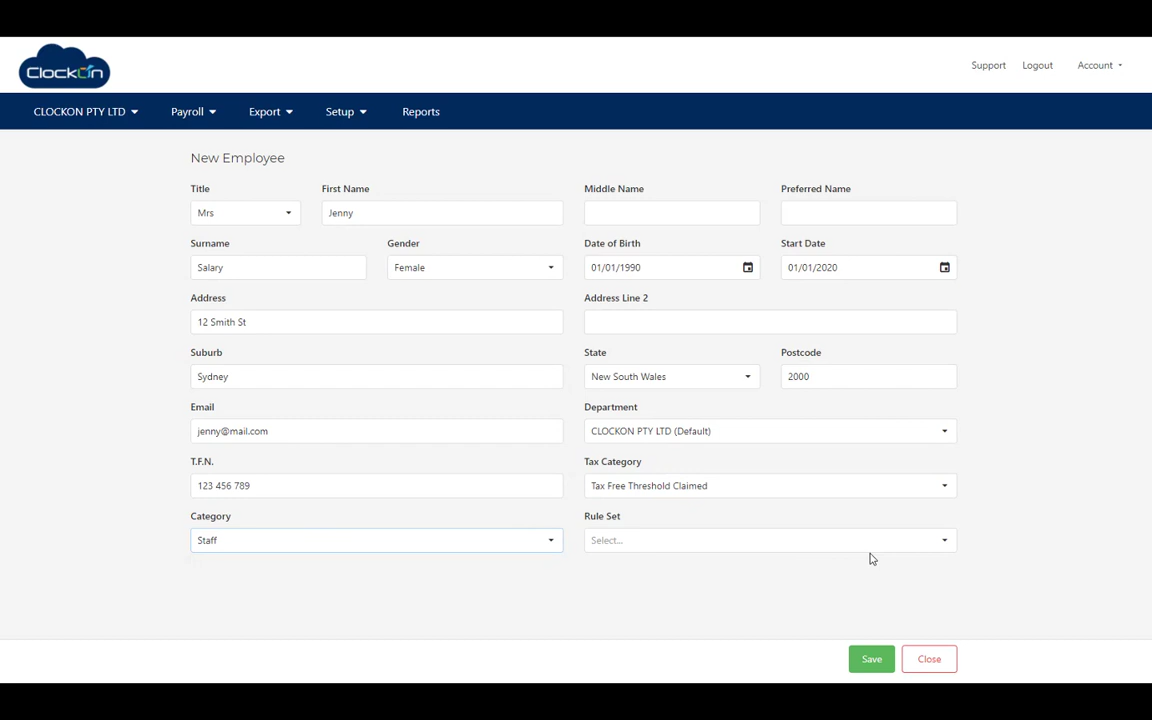 ClockOn
Support Logout Account
CLOCKON PTY LTD Payroll Export Setup Reports
New Employee
Title First Name Middle Name Preferred Name
Mrs Jenny
Surname Gender Date of Birth Start Date
Salary Female 01/01/1990 01/01/2020
Address Address Line 2
12 Smith St
Suburb State Postcode
Sydney New South Wales 2000
Email Department
jenny@mail.com CLOCKON PTY LTD (Default)
T.F.N. Tax Category
123 456 789 Tax Free Threshold Claimed
Category Rule Set
Staff Select...
Save Close